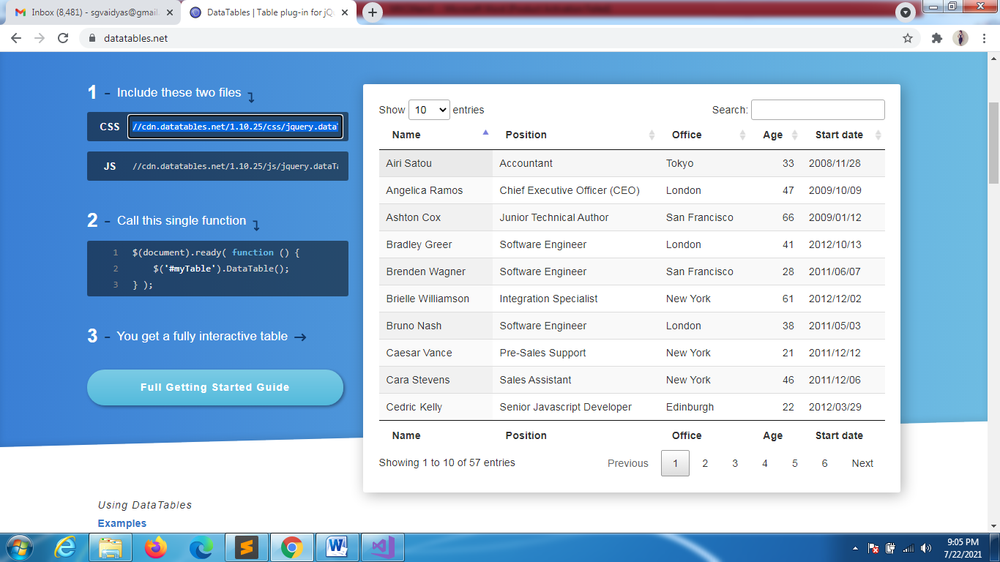 Inbox (8,481) - sgvaidyas@gmail
DataTables | Table plug-in for jQ
datatables.net
1 - Include these two files
CSS //cdn.datatables.net/1.10.25/css/jquery.data
JS //cdn.datatables.net/1.10.25/js/jquery.dataTa
2 - Call this single function
1 $(document).ready( function () {
2 $('#myTable').DataTable();
3 } );
3 - You get a fully interactive table →
Full Getting Started Guide
Show 10 entries Search:
Name Position Office Age Start date
Airi Satou Accountant Tokyo 33 2008/11/28
Angelica Ramos Chief Executive Officer (CEO) London 47 2009/10/09
Ashton Cox Junior Technical Author San Francisco 66 2009/01/12
Bradley Greer Software Engineer London 41 2012/10/13
Brenden Wagner Software Engineer San Francisco 28 2011/06/07
Brielle Williamson Integration Specialist New York 61 2012/12/02
Bruno Nash Software Engineer London 38 2011/05/03
Caesar Vance Pre-Sales Support New York 21 2011/12/12
Cara Stevens Sales Assistant New York 46 2011/12/06
Cedric Kelly Senior Javascript Developer Edinburgh 22 2012/03/29
Name Position Office Age Start date
Showing 1 to 10 of 57 entries Previous 1 2 3 4 5 6 Next
Using DataTables
Examples
9:05 PM
7/22/2021